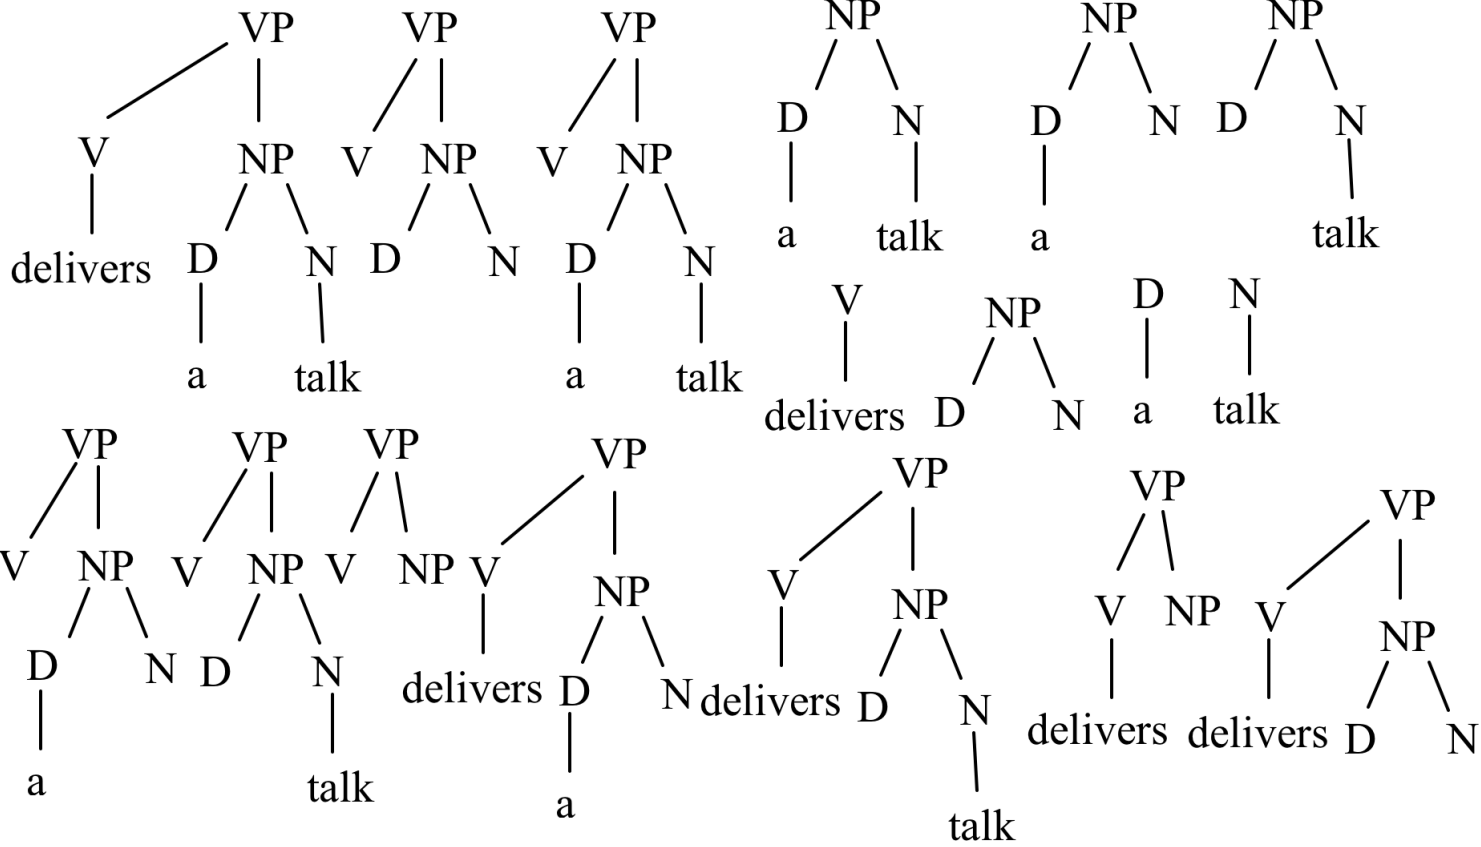 VP VP VP NP NP NP
V NP V NP V NP D N D N D N
delivers D N D N D N a talk a talk
a talk a talk
V NP D N
delivers D N a talk
VP VP VP VP VP VP VP
V NP V NP V NP V NP V NP V NP V NP
D N D N delivers D N delivers D N delivers delivers D N
a talk a talk